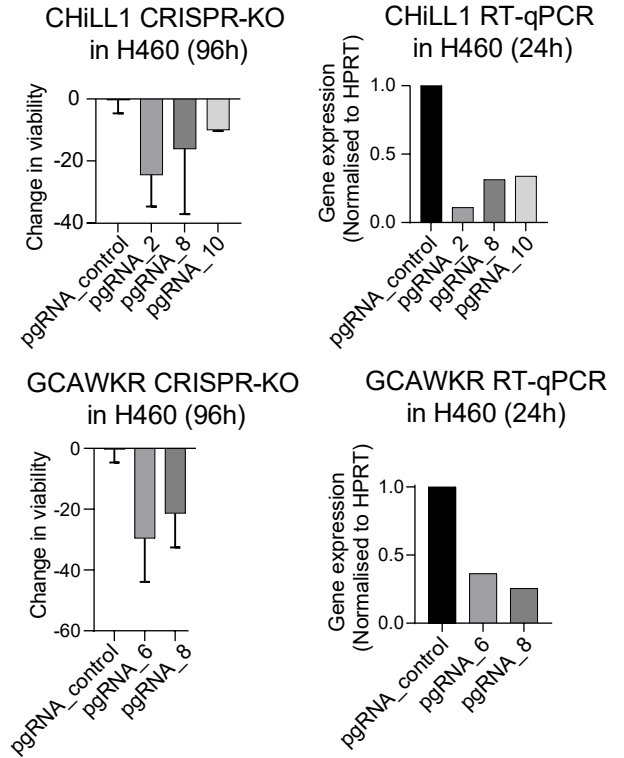 CHiLL1 CRISPR-KO
in H460 (96h)
Change in viability
0
-20
-40
pgRNA_control
pgRNA_2
pgRNA_8
pgRNA_10
CHiLL1 RT-qPCR
in H460 (24h)
Gene expression
(Normalised to HPRT)
1.0
0.5
0.0
pgRNA_control
pgRNA_2
pgRNA_8
pgRNA_10
GCAWKR CRISPR-KO
in H460 (96h)
Change in viability
0
-20
-40
-60
pgRNA_control
pgRNA_6
pgRNA_8
GCAWKR RT-qPCR
in H460 (24h)
Gene expression
(Normalised to HPRT)
1.0
0.5
0.0
pgRNA_control
pgRNA_6
pgRNA_8